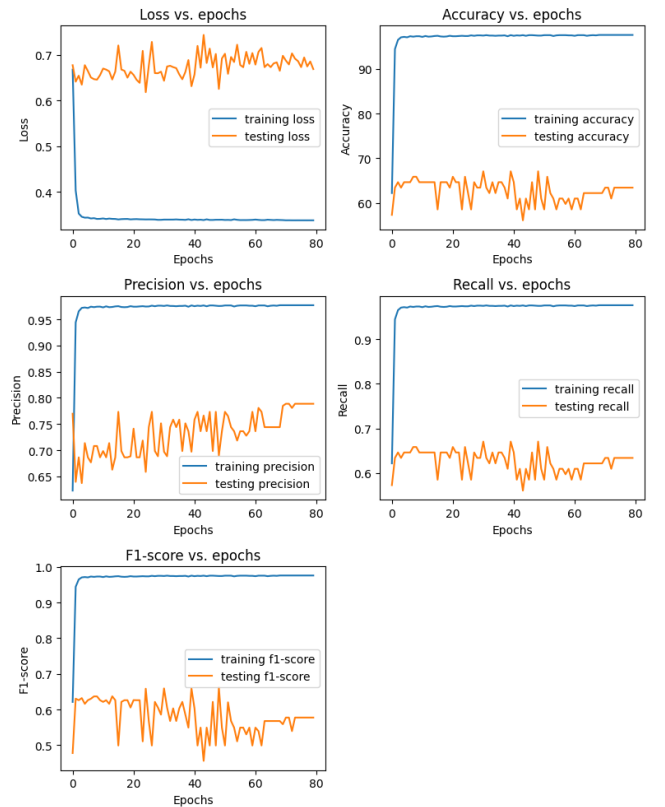 Loss vs. epochs
0.7
0.6
0.5
0.4
Loss
training loss
testing loss
0 20 40 60 80
Epochs
Accuracy vs. epochs
90
80
70
60
Accuracy
training accuracy
testing accuracy
0 20 40 60 80
Epochs
Precision vs. epochs
0.95
0.90
0.85
0.80
0.75
0.70
0.65
Precision
training precision
testing precision
0 20 40 60 80
Epochs
Recall vs. epochs
0.9
0.8
0.7
0.6
Recall
training recall
testing recall
0 20 40 60 80
Epochs
F1-score vs. epochs
1.0
0.9
0.8
0.7
0.6
0.5
F1-score
training f1-score
testing f1-score
0 20 40 60 80
Epochs